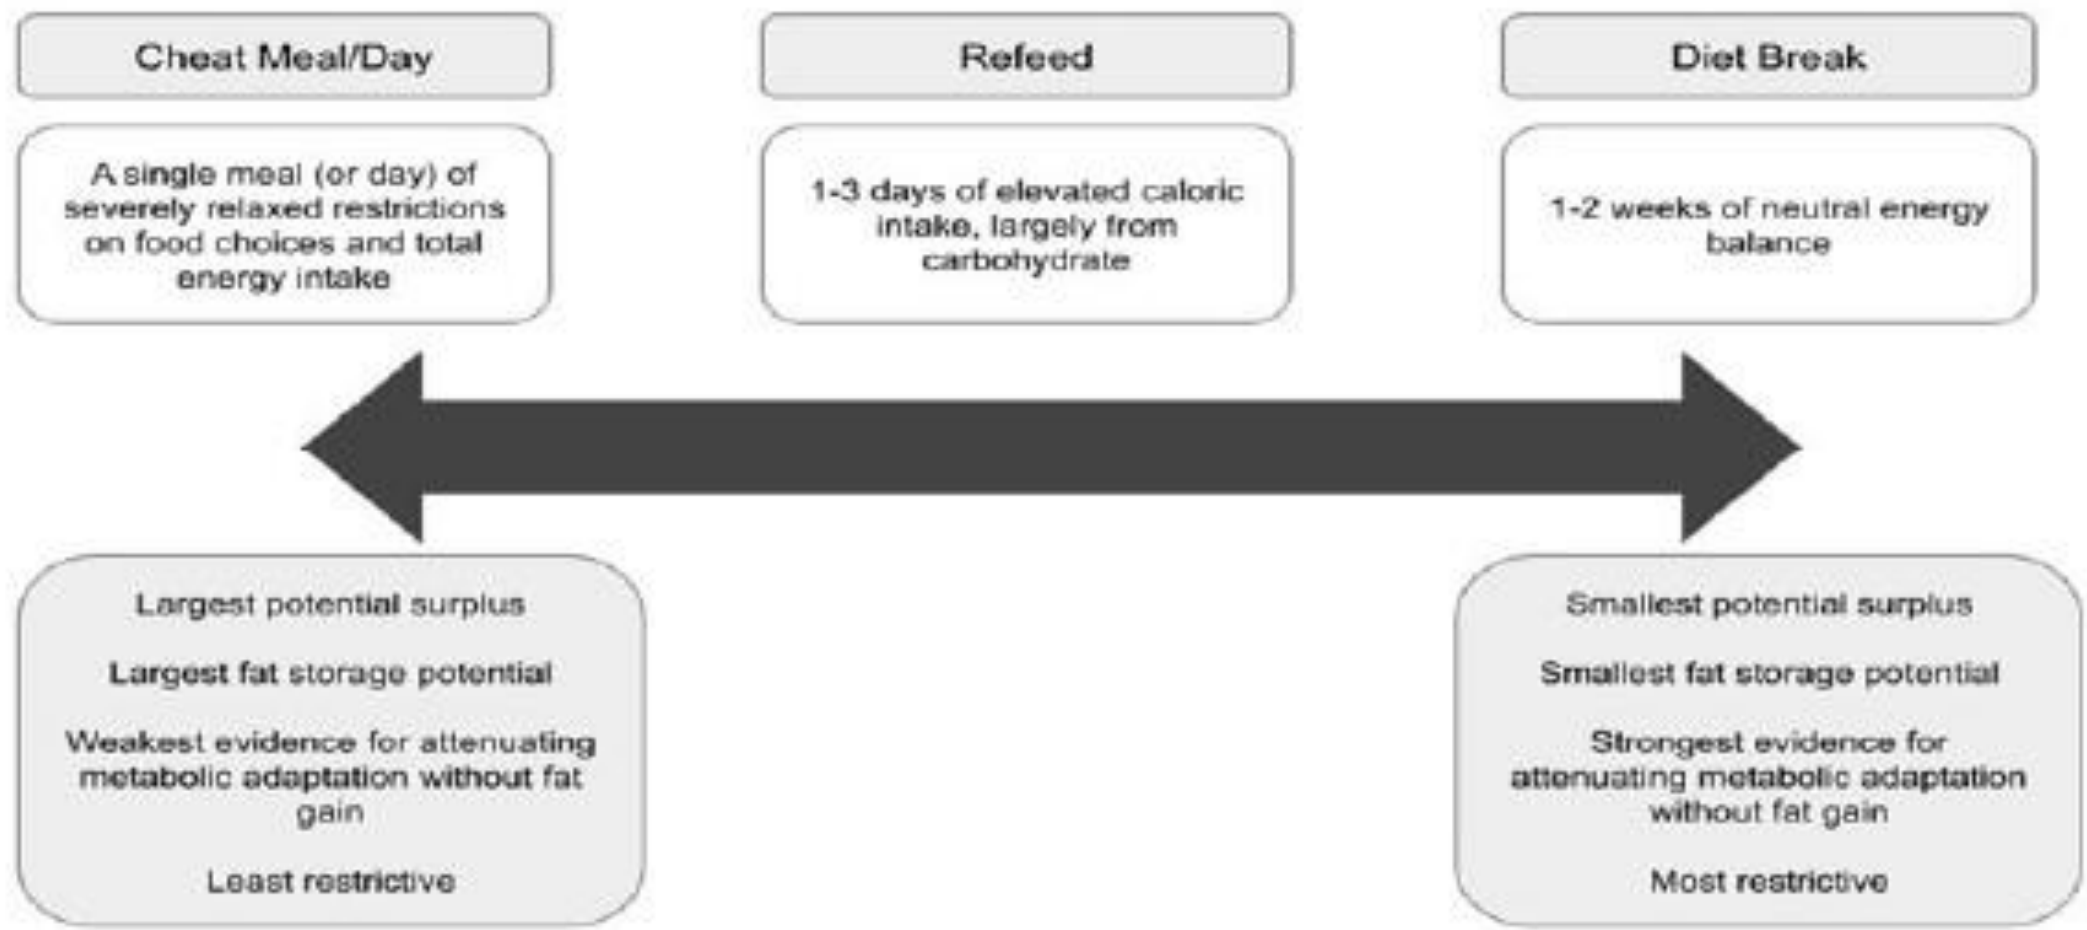 Cheat Meal/Day
Refeed
Diet Break
A single meal (or day) of
severely relaxed restrictions
on food choices and total
energy intake
1-3 days of elevated caloric
intake, largely from
carbohydrate
1-2 weeks of neutral energy
balance
Largest potential surplus
Largest fat storage potential
Weakest evidence for attenuating
metabolic adaptation without fat
gain
Least restrictive
Smallest potential surplus
Smallest fat storage potential
Strongest evidence for
attenuating metabolic adaptation
without fat gain
Most restrictive